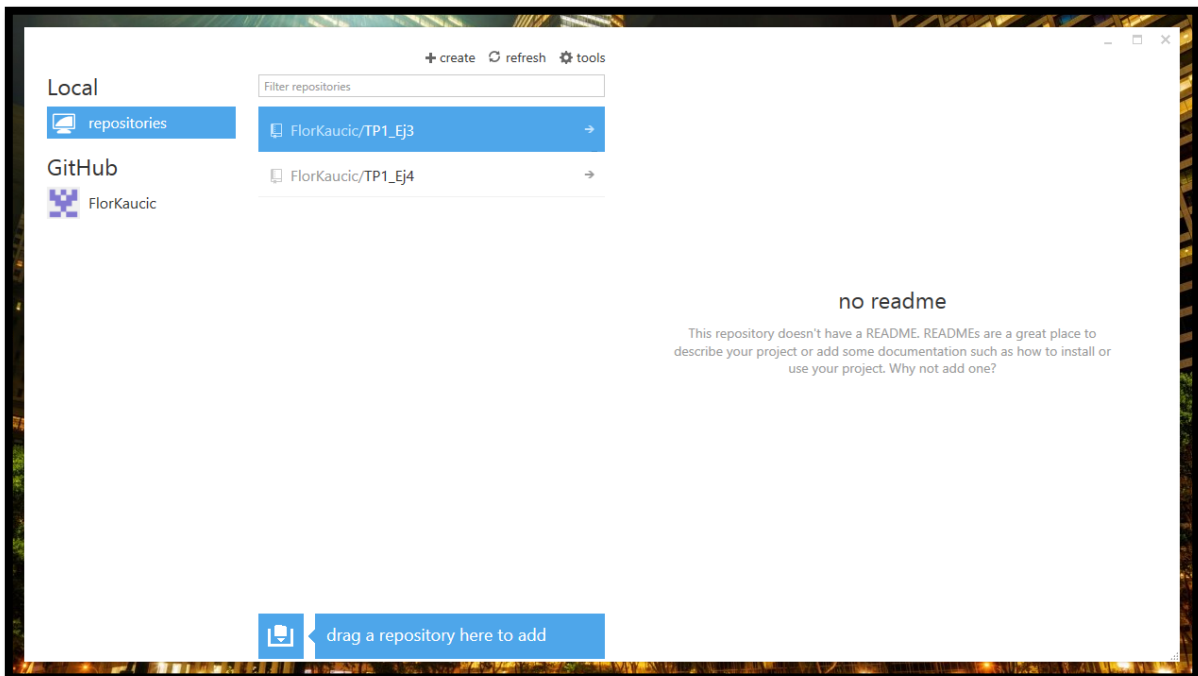 create refresh tools
Local
Filter repositories
repositories
FlorKaucic/TP1_Ej3
GitHub
FlorKaucic/TP1_Ej4
FlorKaucic
no readme
This repository doesn't have a README. READMEs are a great place to
describe your project or add some documentation such as how to install or
use your project. Why not add one?
drag a repository here to add